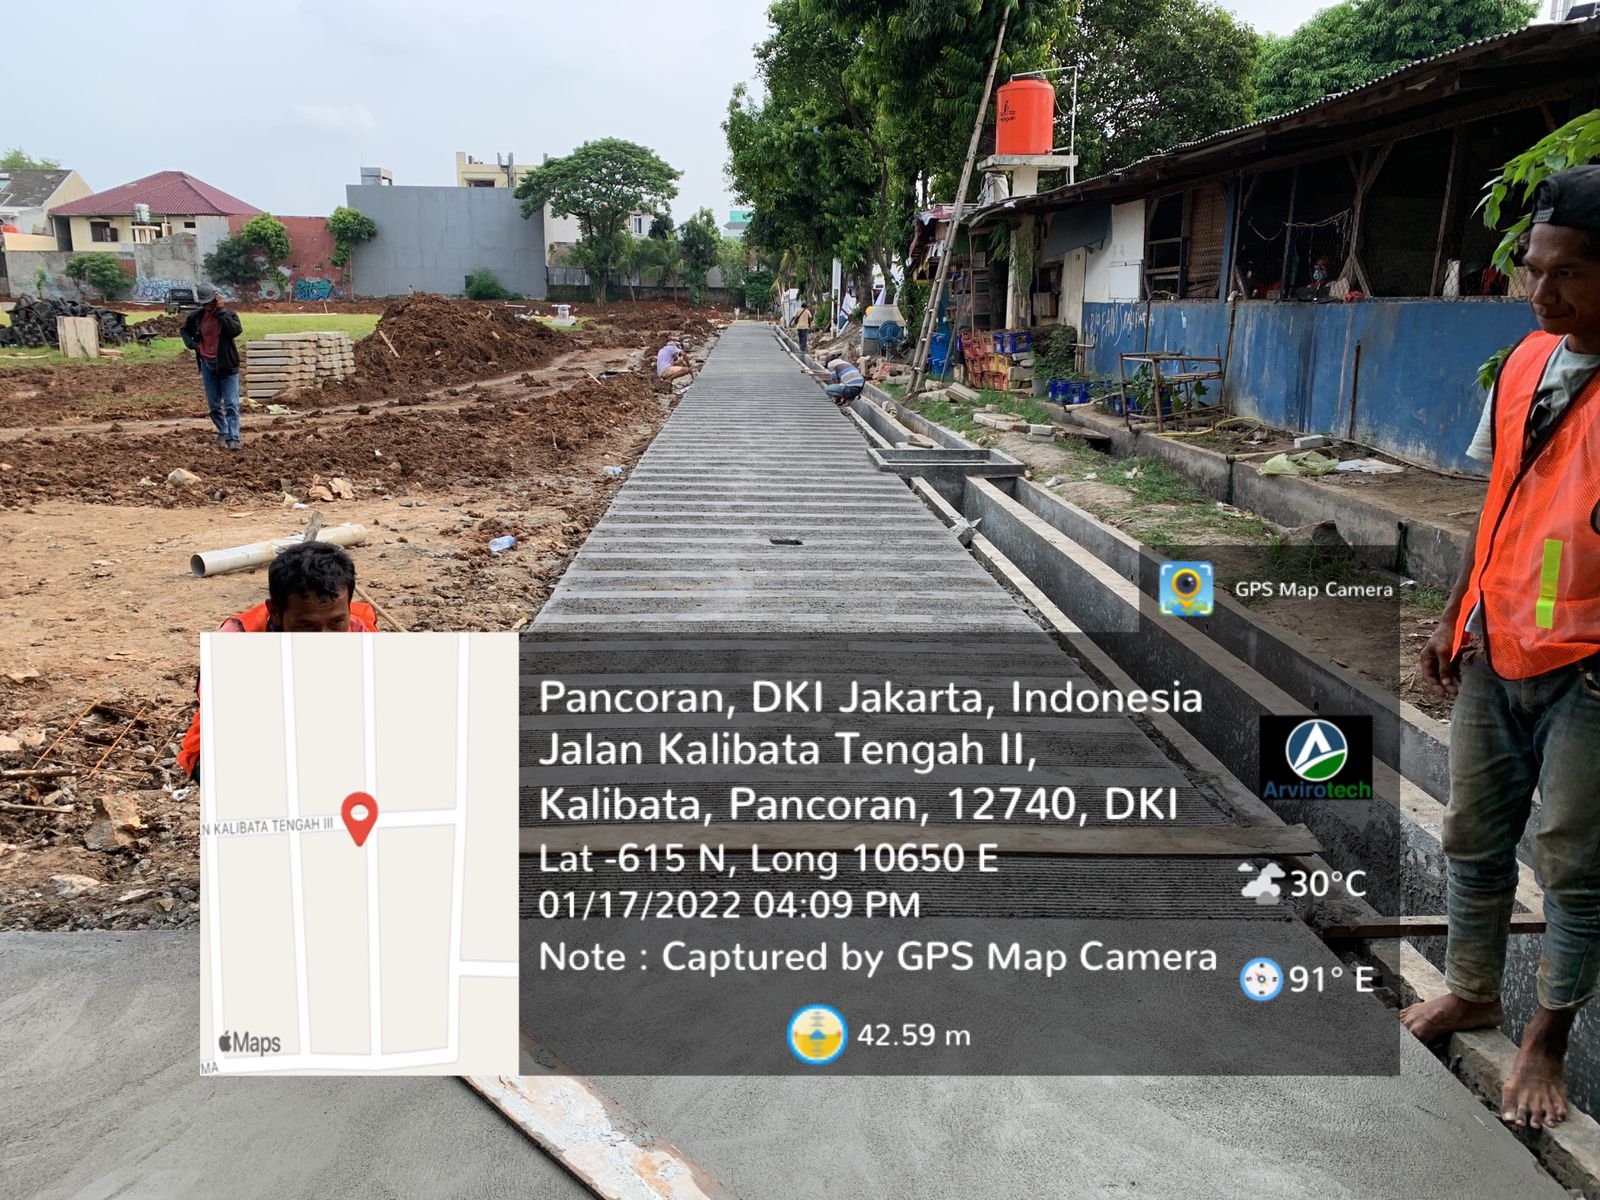 GPS Map Camera
Pancoran, DKI Jakarta, Indonesia
Jalan Kalibata Tengah II,
Kalibata, Pancoran, 12740, DKI
Lat -615 N, Long 10650 E
01/17/2022 04:09 PM
Note : Captured by GPS Map Camera
42.59 m
Arvirotech
30°C
91° E
N KALIBATA TENGAH III
Maps
MA